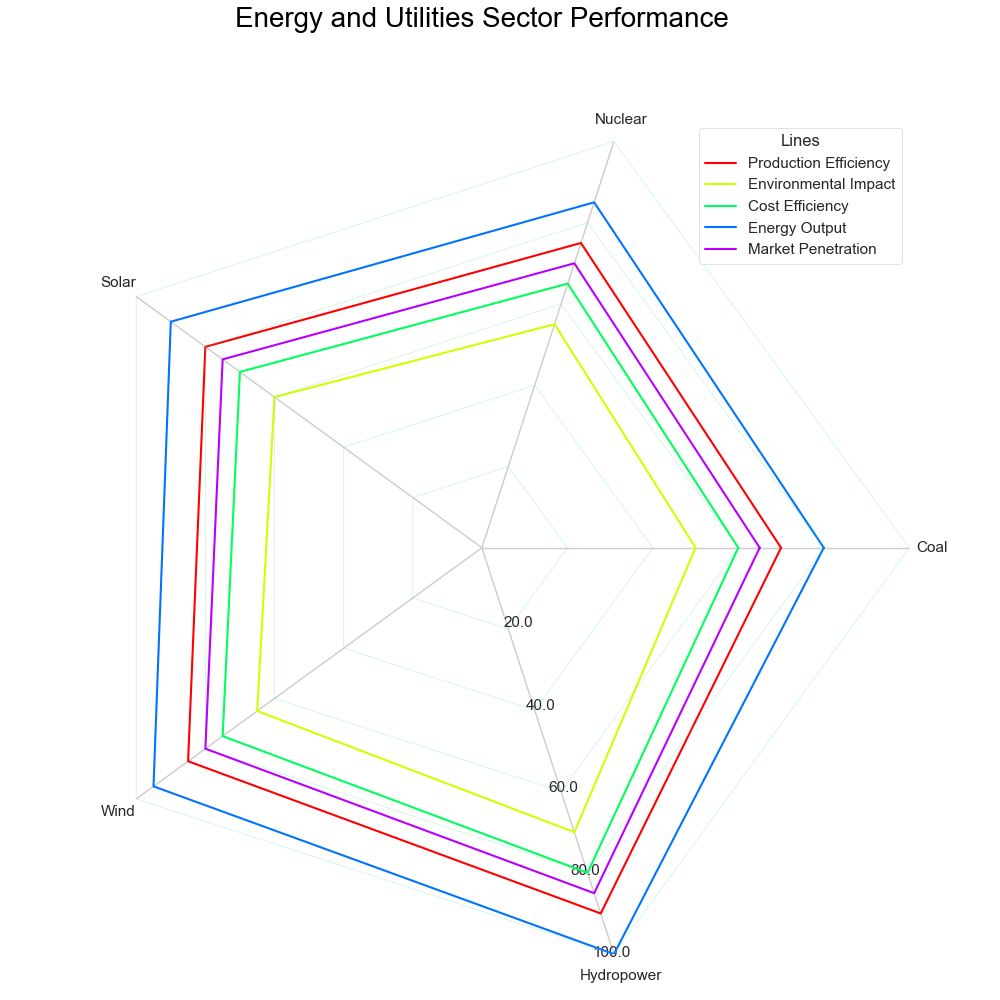 Energy and Utilities Sector Performance
Nuclear
Lines
Production Efficiency
Environmental Impact
Cost Efficiency
Energy Output
Market Penetration
Solar
Coal
20.0
40.0
60.0
Wind
80.0
100.0
Hydropower